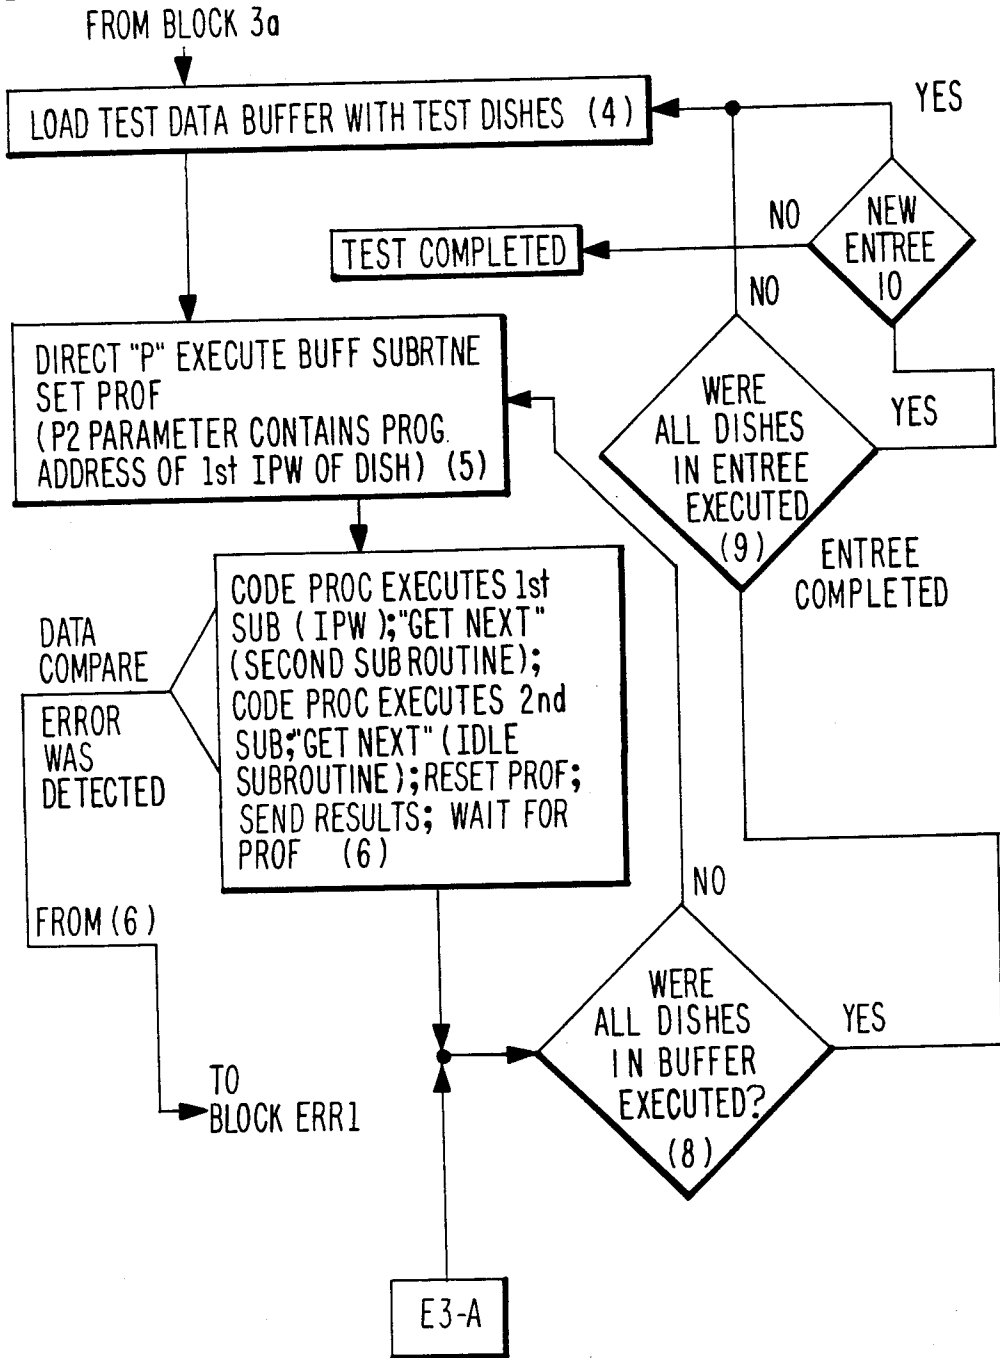 FROM BLOCK 3a
LOAD TEST DATA BUFFER WITH TEST DISHES (4)
YES
NO
NEW
ENTREE
10
TEST COMPLETED
NO
DIRECT "P" EXECUTE BUFF SUBRTNE
SET PROF
(P2 PARAMETER CONTAINS PROG.
ADDRESS OF 1st IPW OF DISH) (5)
WERE
ALL DISHES
IN ENTREE
EXECUTED
(9)
YES
ENTREE
COMPLETED
CODE PROC EXECUTES 1st
SUB (IPW);"GET NEXT"
(SECOND SUBROUTINE);
CODE PROC EXECUTES 2nd
SUB;"GET NEXT" (IDLE
SUBROUTINE);RESET PROF;
SEND RESULTS; WAIT FOR
PROF (6)
DATA
COMPARE
ERROR
WAS
DETECTED
FROM (6)
TO
BLOCK ERR1
NO
WERE
ALL DISHES
IN BUFFER
EXECUTED?
(8)
YES
E3-A